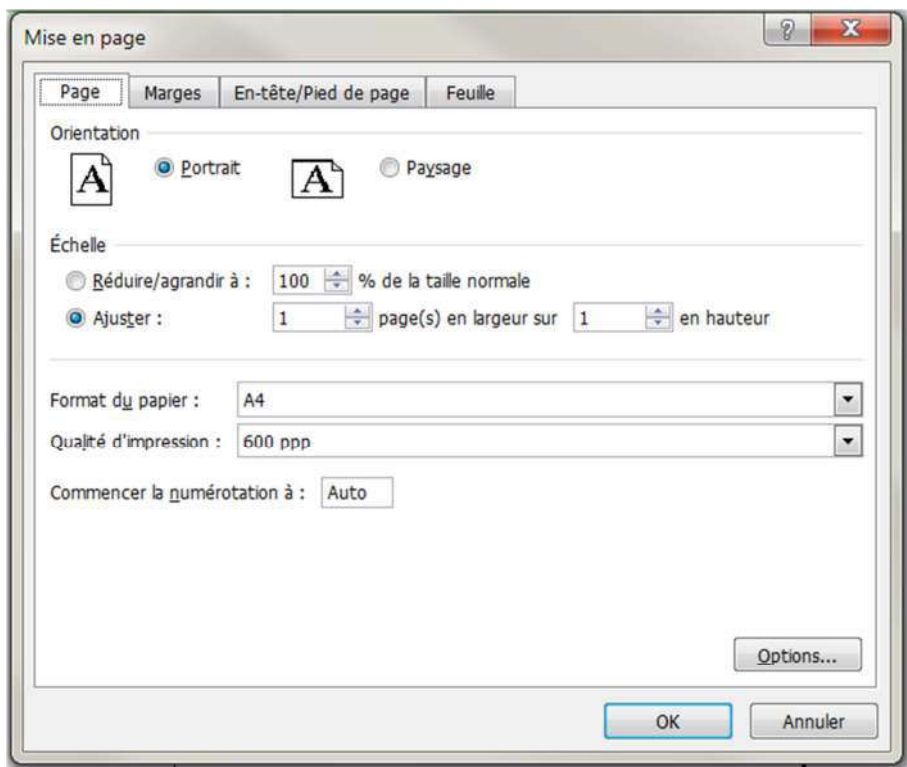 Mise en page
Page Marges En-tête/Pied de page Feuille
Orientation
A Portrait A Paysage
Échelle
Réduire/agrandir à : 100 % de la taille normale
Ajuster : 1 page(s) en largeur sur 1 en hauteur
Format du papier : A4
Qualité d'impression : 600 ppp
Commencer la numérotation à : Auto
Options...
OK Annuler